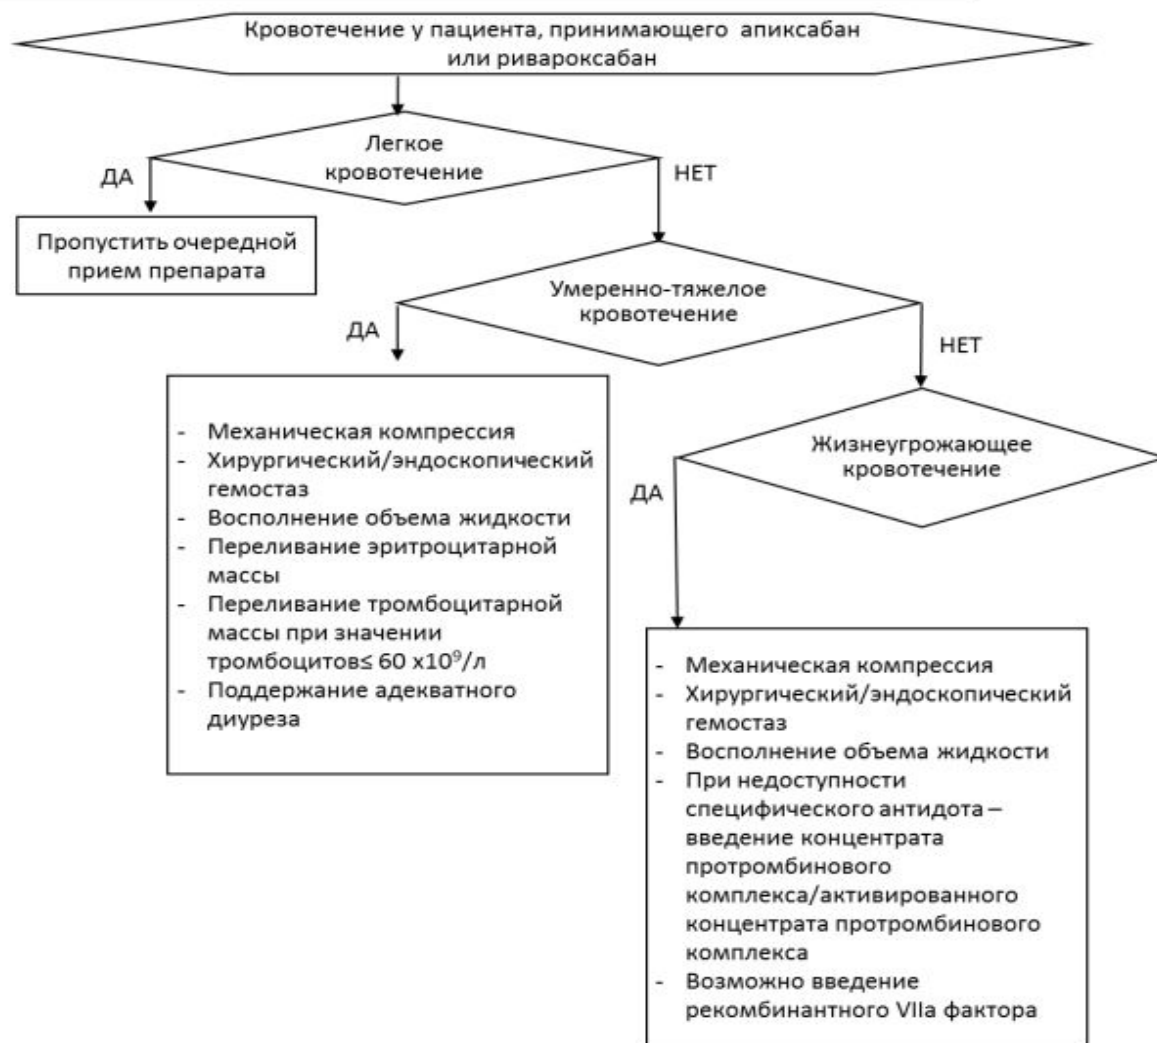 Кровотечение у пациента, принимающего апиксабан
или ривароксабан
Легкое
кровотечение
ДА
НЕТ
Пропустить очередной
прием препарата
Умеренно-тяжелое
кровотечение
ДА
НЕТ
- Механическая компрессия
- Хирургический/эндоскопический
гемостаз
- Восполнение объема жидкости
- Переливание эритроцитарной
массы
- Переливание тромбоцитарной
массы при значении
тромбоцитов≤ 60 x10⁹/л
- Поддержание адекватного
диуреза
Жизнеугрожающее
кровотечение
ДА
- Механическая компрессия
- Хирургический/эндоскопический
гемостаз
- Восполнение объема жидкости
- При недоступности
специфического антидота –
введение концентрата
протромбинового
комплекса/активированного
концентрата протромбинового
комплекса
- Возможно введение
рекомбинантного VIIa фактора